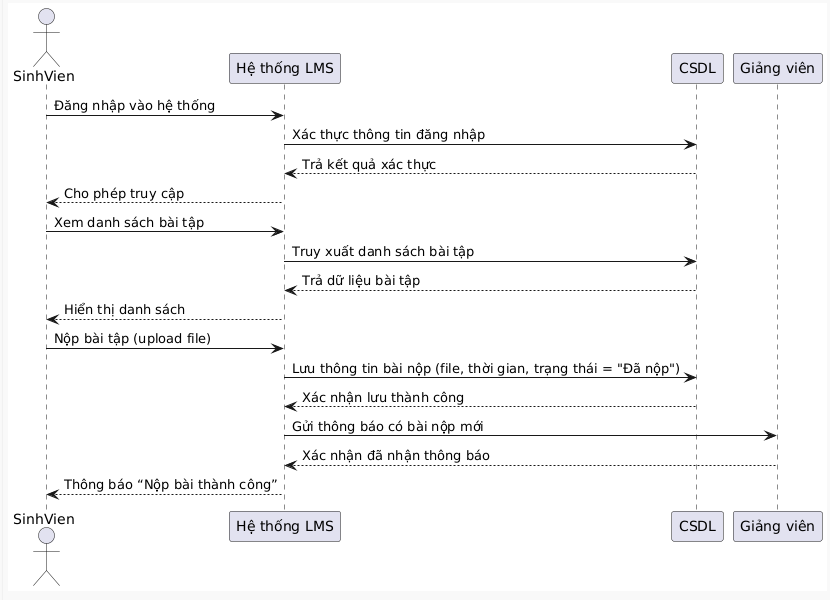 SinhVien
Hệ thống LMS
CSDL
Giảng viên
Đăng nhập vào hệ thống
Xác thực thông tin đăng nhập
Trả kết quả xác thực
Cho phép truy cập
Xem danh sách bài tập
Truy xuất danh sách bài tập
Trả dữ liệu bài tập
Hiển thị danh sách
Nộp bài tập (upload file)
Lưu thông tin bài nộp (file, thời gian, trạng thái = "Đã nộp")
Xác nhận lưu thành công
Gửi thông báo có bài nộp mới
Xác nhận đã nhận thông báo
Thông báo “Nộp bài thành công”
SinhVien
Hệ thống LMS
CSDL
Giảng viên